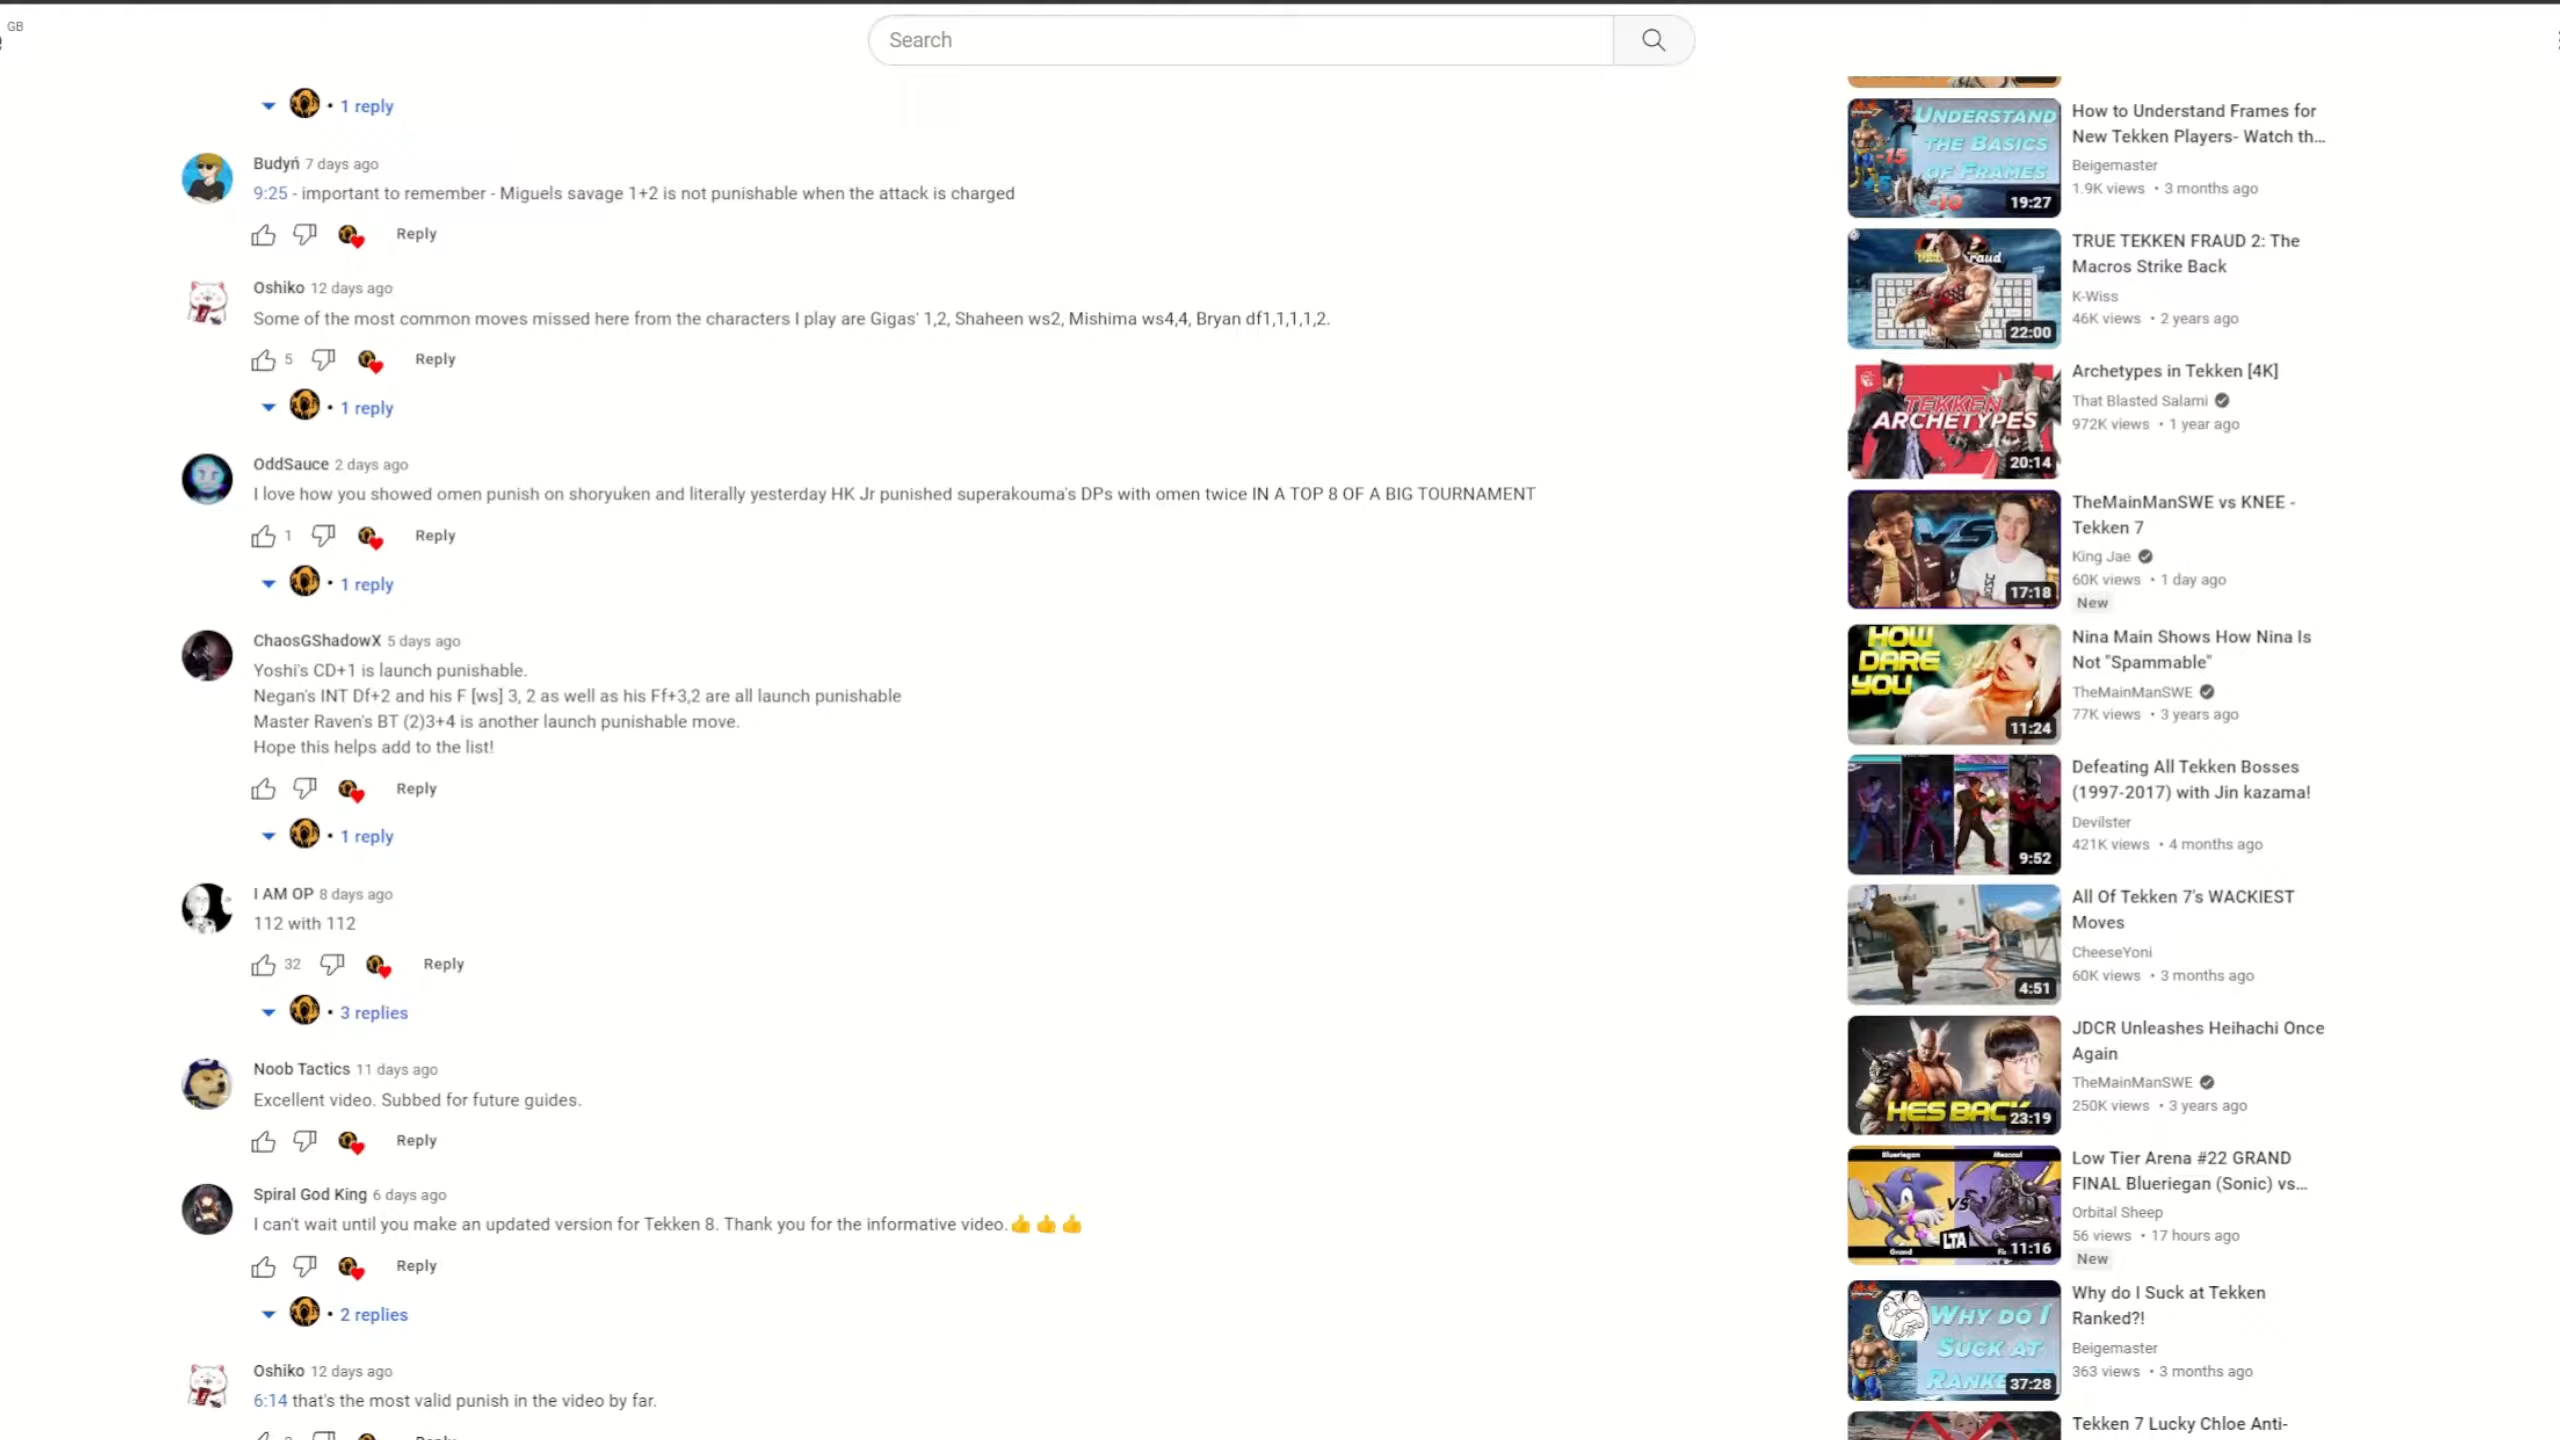 GB
Search
1 reply
Budyń 7 days ago
9:25 - important to remember - Miguels savage 1+2 is not punishable when the attack is charged
Reply
Oshiko 12 days ago
Some of the most common moves missed here from the characters I play are Gigas' 1,2, Shaheen ws2, Mishima ws4,4, Bryan df1,1,1,1,2.
5 Reply
1 reply
OddSauce 2 days ago
I love how you showed omen punish on shoryuken and literally yesterday HK Jr punished superakouma's DPs with omen twice IN A TOP 8 OF A BIG TOURNAMENT
1 Reply
1 reply
ChaosGShadowX 5 days ago
Yoshi's CD+1 is launch punishable.
Negan's INT Df+2 and his F [ws] 3, 2 as well as his Ff+3,2 are all launch punishable
Master Raven's BT (2)3+4 is another launch punishable move.
Hope this helps add to the list!
Reply
1 reply
I AM OP 8 days ago
112 with 112
32 Reply
3 replies
Noob Tactics 11 days ago
Excellent video. Subbed for future guides.
Reply
Spiral God King 6 days ago
I can't wait until you make an updated version for Tekken 8. Thank you for the informative video.👍👍👍
Reply
2 replies
Oshiko 12 days ago
6:14 that's the most valid punish in the video by far.
UNDERSTAND
THE BASICS
OF FRAMES
-15
-10
19:27
How to Understand Frames for
New Tekken Players- Watch th...
Beigemaster
1.9K views • 3 months ago
22:00
TRUE TEKKEN FRAUD 2: The
Macros Strike Back
K-Wiss
46K views • 2 years ago
TEKKEN
ARCHETYPES
20:14
Archetypes in Tekken [4K]
That Blasted Salami
972K views • 1 year ago
VS
17:18
TheMainManSWE vs KNEE -
Tekken 7
King Jae
60K views • 1 day ago
New
HOW
DARE
YOU
11:24
Nina Main Shows How Nina Is
Not "Spammable"
TheMainManSWE
77K views • 3 years ago
9:52
Defeating All Tekken Bosses
(1997-2017) with Jin kazama!
Devilster
421K views • 4 months ago
4:51
All Of Tekken 7's WACKIEST
Moves
CheeseYoni
60K views • 3 months ago
HES BACK
23:19
JDCR Unleashes Heihachi Once
Again
TheMainManSWE
250K views • 3 years ago
Blueriegan
VS
LTA
Grand
11:16
Low Tier Arena #22 GRAND
FINAL Blueriegan (Sonic) vs...
Orbital Sheep
56 views • 17 hours ago
New
WHY DO I
SUCK AT
37:28
Why do I Suck at Tekken
Ranked?!
Beigemaster
363 views • 3 months ago
Tekken 7 Lucky Chloe Anti-